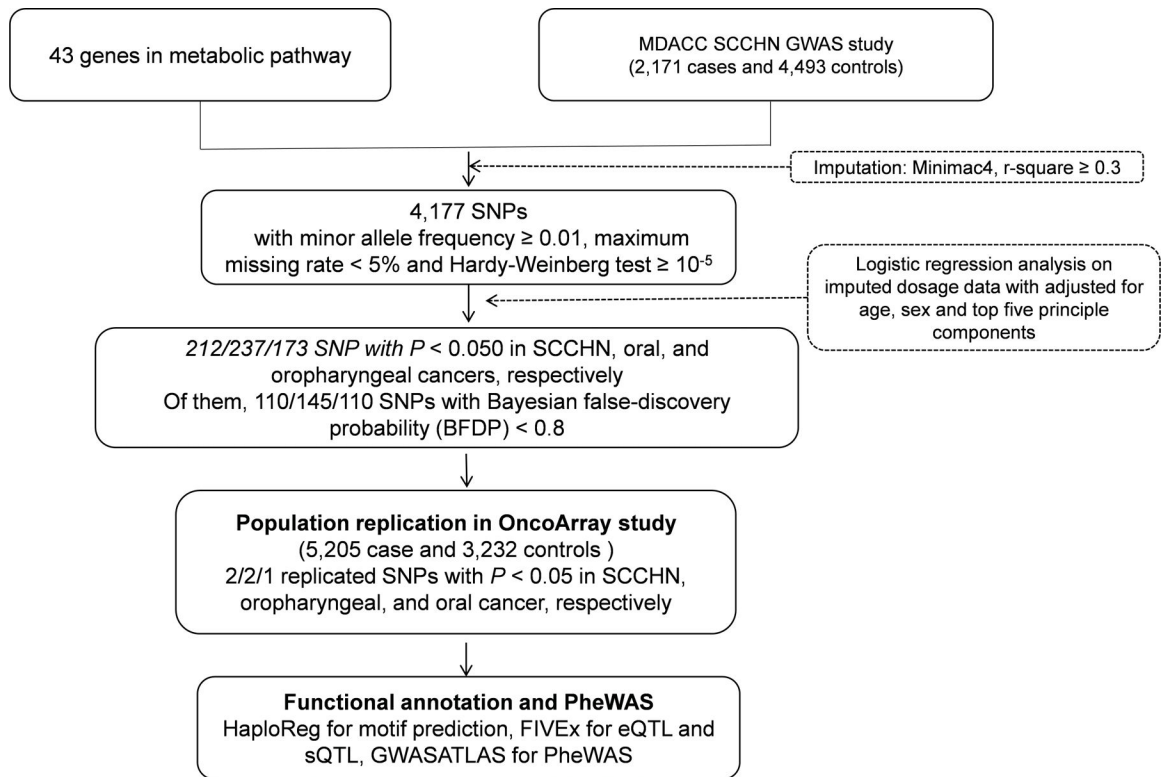 43 genes in metabolic pathway
MDACC SCCHN GWAS study
(2,171 cases and 4,493 controls)
Imputation: Minimac4, r-square ≥ 0.3
4,177 SNPs
with minor allele frequency ≥ 0.01, maximum
missing rate < 5% and Hardy-Weinberg test ≥ 10⁻⁵
Logistic regression analysis on
imputed dosage data with adjusted for
age, sex and top five principle
components
212/237/173 SNP with P < 0.050 in SCCHN, oral, and
oropharyngeal cancers, respectively
Of them, 110/145/110 SNPs with Bayesian false-discovery
probability (BFDP) < 0.8
Population replication in OncoArray study
(5,205 case and 3,232 controls )
2/2/1 replicated SNPs with P < 0.05 in SCCHN,
oropharyngeal, and oral cancer, respectively
Functional annotation and PheWAS
HaploReg for motif prediction, FIVEx for eQTL and
sQTL, GWASATLAS for PheWAS